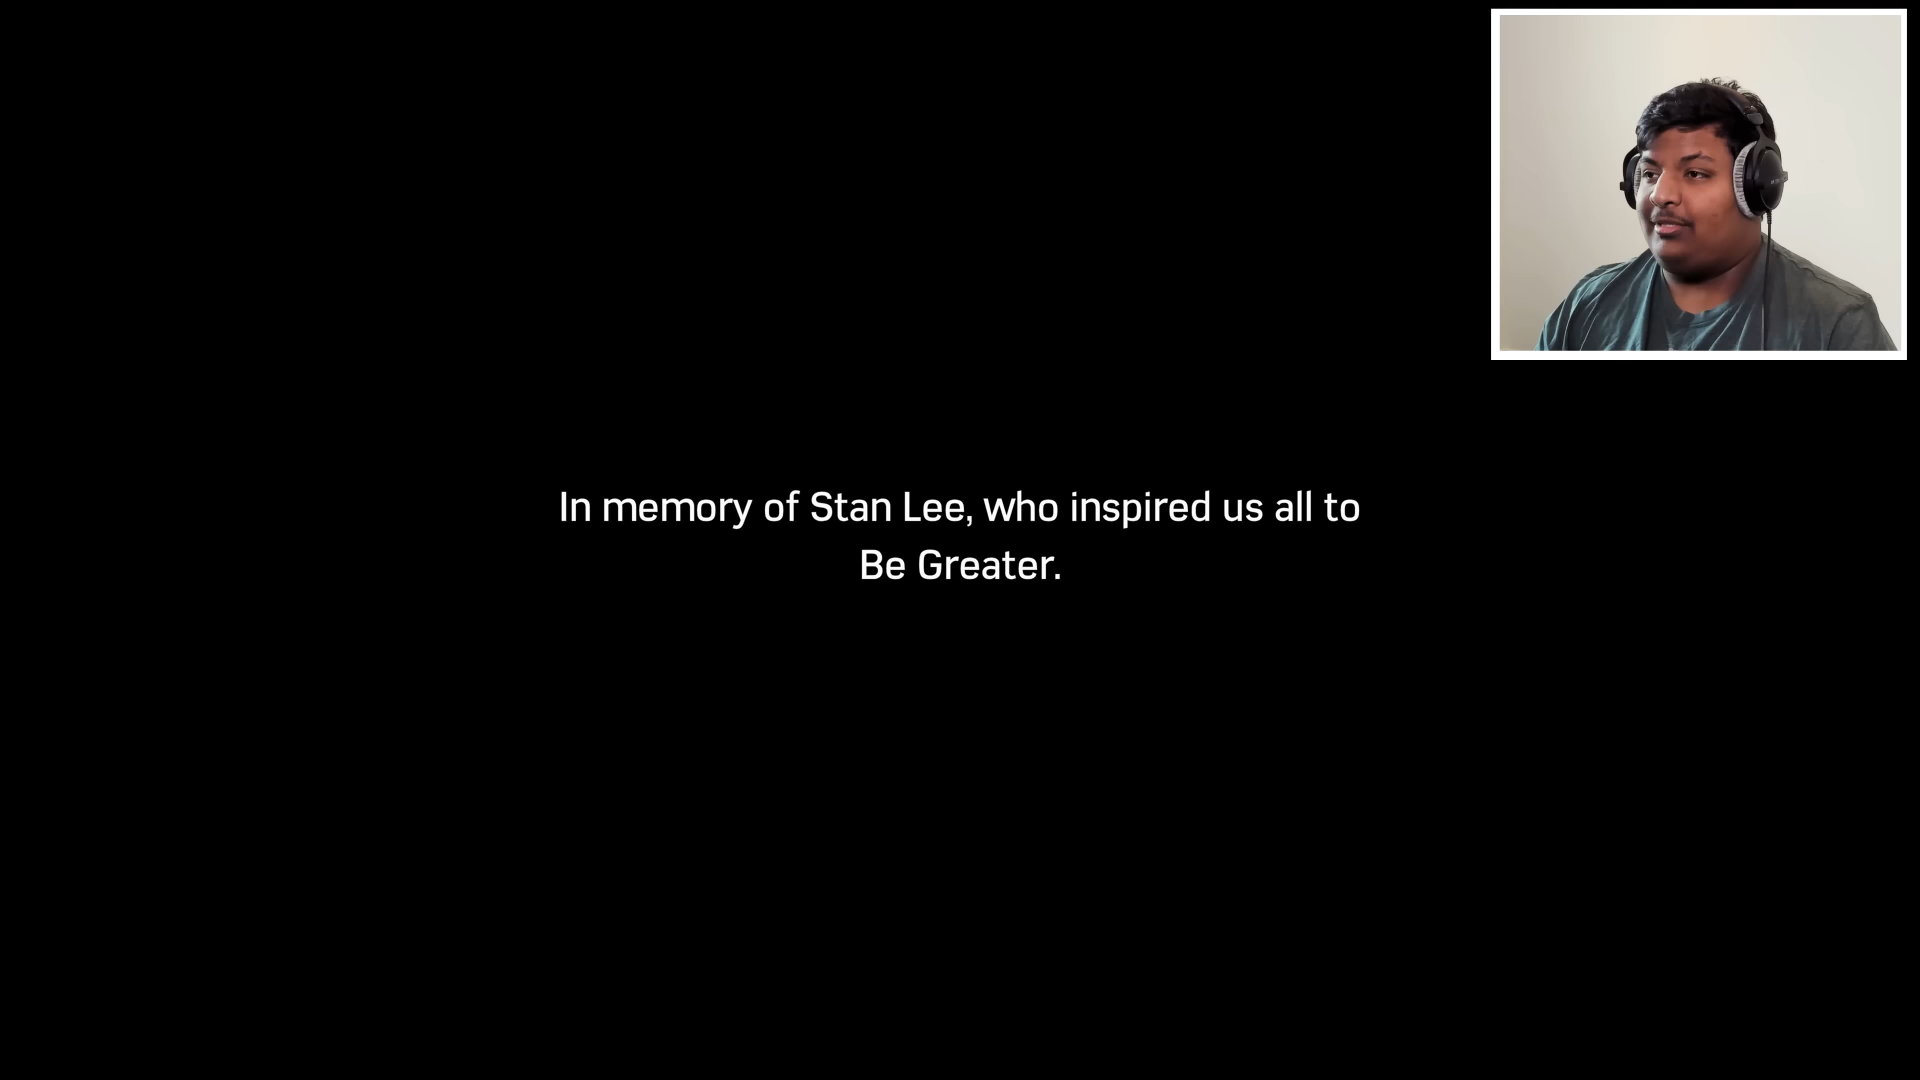 In memory of Stan Lee, who inspired us all to
Be Greater.